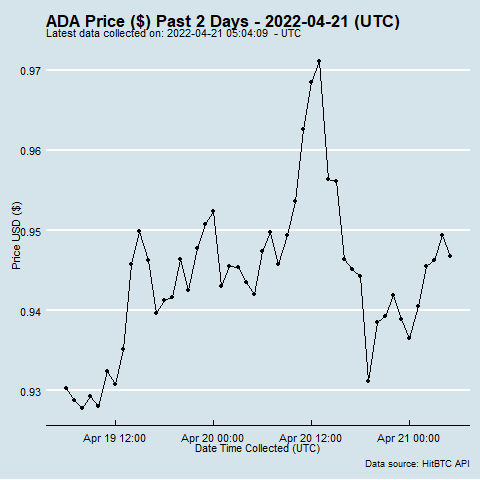 ADA Price ($) Past 2 Days - 2022-04-21 (UTC)
Latest data collected on: 2022-04-21 05:04:09 - UTC
0.97
0.96
0.95
0.94
0.93
Price USD ($)
Apr 19 12:00 Apr 20 00:00 Apr 20 12:00 Apr 21 00:00
Date Time Collected (UTC)
Data source: HitBTC API